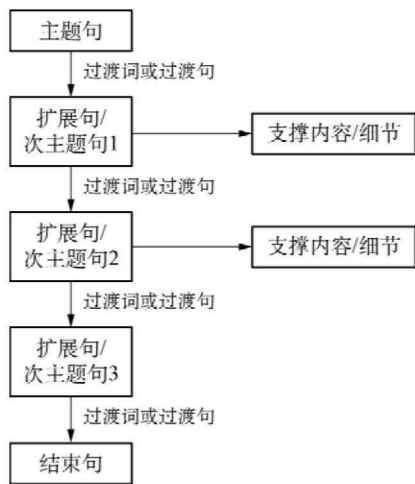 主题句
过渡词或过渡句
扩展句/
次主题句1
支撑内容/细节
过渡词或过渡句
扩展句/
次主题句2
支撑内容/细节
过渡词或过渡句
扩展句/
次主题句3
过渡词或过渡句
结束句